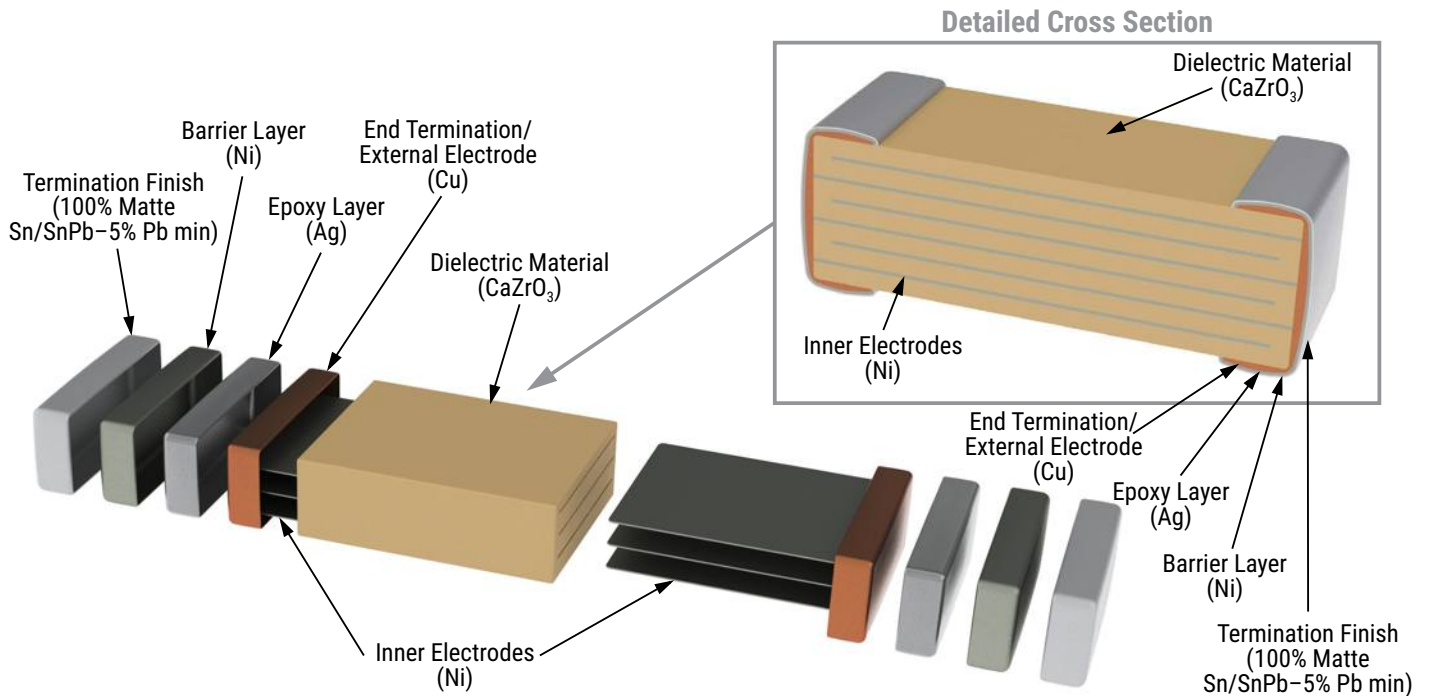 Detailed Cross Section
Dielectric Material
(CaZrO₃)
Inner Electrodes
(Ni)
End Termination/
External Electrode
(Cu)
Epoxy Layer
(Ag)
Barrier Layer
(Ni)
Termination Finish
(100% Matte
Sn/SnPb–5% Pb min)
Termination Finish
(100% Matte
Sn/SnPb–5% Pb min)
Barrier Layer
(Ni)
Epoxy Layer
(Ag)
End Termination/
External Electrode
(Cu)
Dielectric Material
(CaZrO₃)
Inner Electrodes
(Ni)